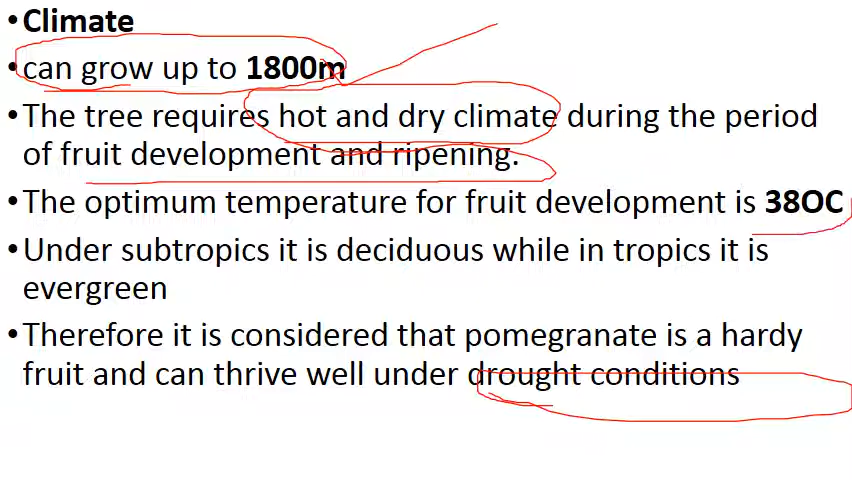 •Climate
•can grow up to 1800m
•The tree requires hot and dry climate during the period
of fruit development and ripening.
•The optimum temperature for fruit development is 38OC
•Under subtropics it is deciduous while in tropics it is
evergreen
•Therefore it is considered that pomegranate is a hardy
fruit and can thrive well under drought conditions